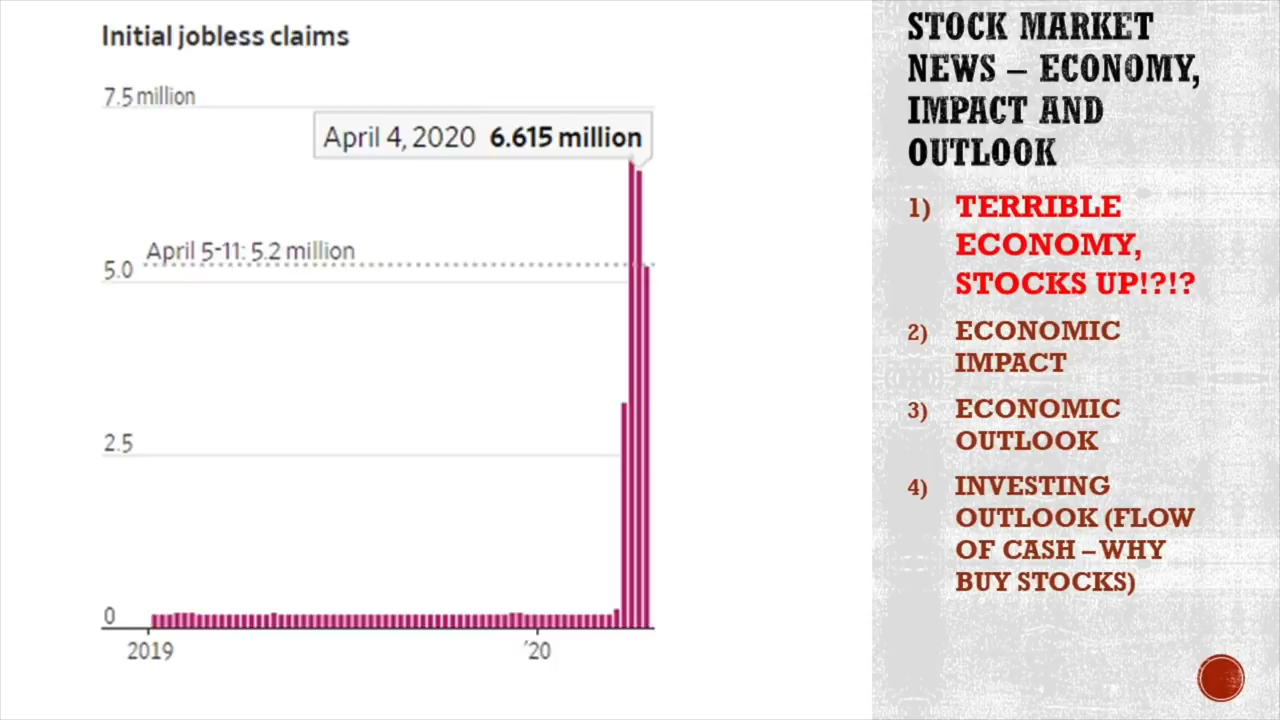 Initial jobless claims
7.5 million
April 4, 2020 6.615 million
April 5-11: 5.2 million
5.0
2.5
0
2019
'20
STOCK MARKET
NEWS – ECONOMY,
IMPACT AND
OUTLOOK
1) TERRIBLE
ECONOMY,
STOCKS UP!?!?
2) ECONOMIC
IMPACT
3) ECONOMIC
OUTLOOK
4) INVESTING
OUTLOOK (FLOW
OF CASH – WHY
BUY STOCKS)